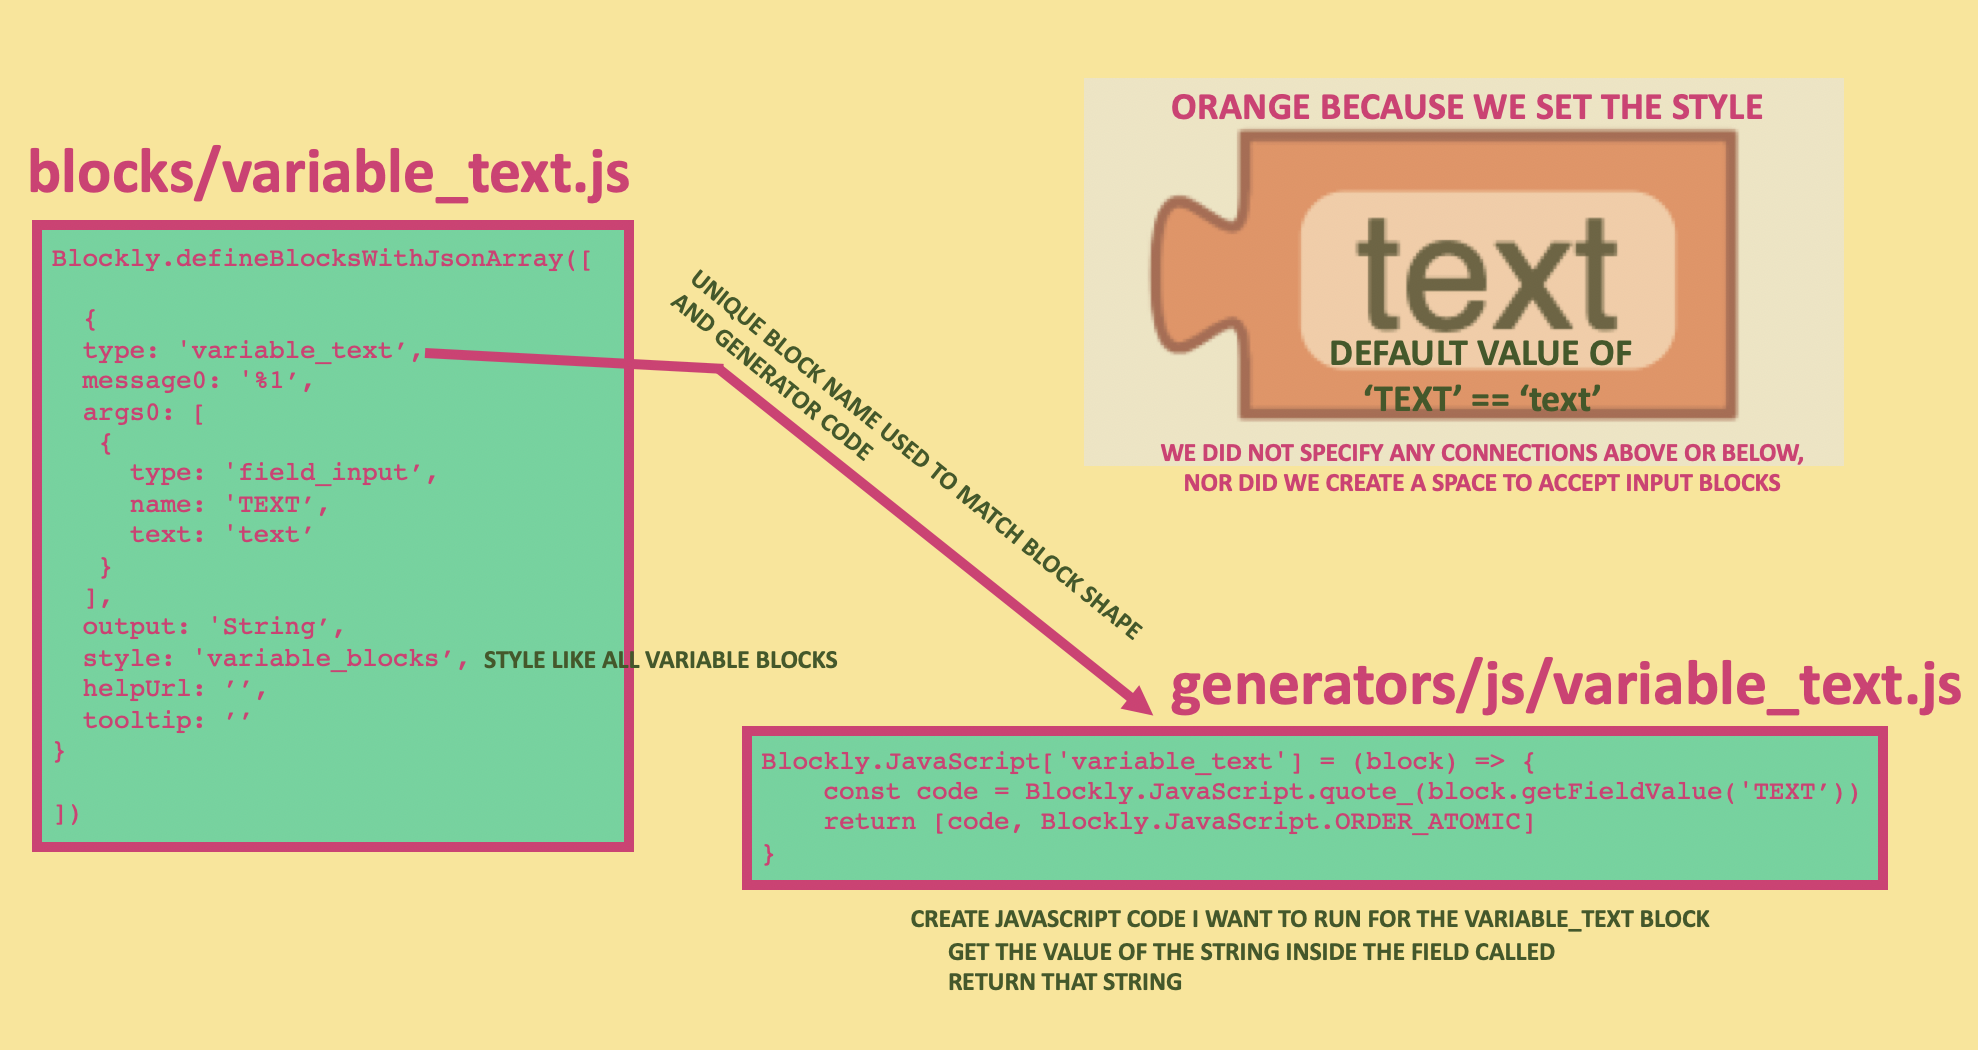 blocks/variable_text.js
Blockly.defineBlocksWithJsonArray([
{
type: 'variable_text’,
message0: '%1’,
args0: [
{
type: 'field_input’,
name: 'TEXT’,
text: 'text’
}
],
output: 'String’,
style: 'variable_blocks’, STYLE LIKE ALL VARIABLE BLOCKS
helpUrl: ’’,
tooltip: ’’
}
])
UNIQUE BLOCK NAME USED TO MATCH BLOCK SHAPE
AND GENERATOR CODE
ORANGE BECAUSE WE SET THE STYLE
text
DEFAULT VALUE OF
‘TEXT’ == ‘text’
WE DID NOT SPECIFY ANY CONNECTIONS ABOVE OR BELOW,
NOR DID WE CREATE A SPACE TO ACCEPT INPUT BLOCKS
generators/js/variable_text.js
Blockly.JavaScript['variable_text'] = (block) => {
const code = Blockly.JavaScript.quote_(block.getFieldValue('TEXT’))
return [code, Blockly.JavaScript.ORDER_ATOMIC]
}
CREATE JAVASCRIPT CODE I WANT TO RUN FOR THE VARIABLE_TEXT BLOCK
GET THE VALUE OF THE STRING INSIDE THE FIELD CALLED
RETURN THAT STRING